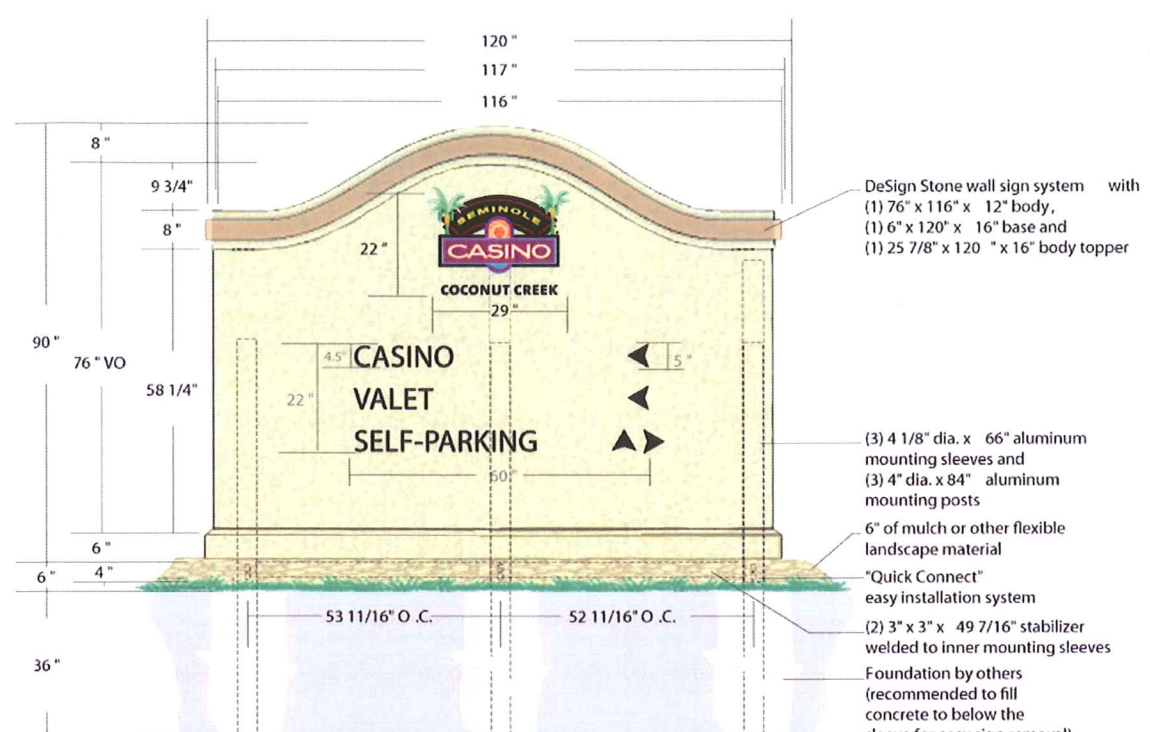 120 "
117 "
116 "
8 "
9 3/4"
8 "
22 "
SEMINOLE
CASINO
COCONUT CREEK
29 "
DeSign Stone wall sign system with
(1) 76" x 116" x 12" body,
(1) 6" x 120" x 16" base and
(1) 25 7/8" x 120 " x 16" body topper
90 "
76 " VO
58 1/4"
22 "
4.5"
CASINO
5 "
VALET
SELF-PARKING
60 "
(3) 4 1/8" dia. x 66" aluminum
mounting sleeves and
(3) 4" dia. x 84" aluminum
mounting posts
6" of mulch or other flexible
landscape material
6 "
6 "
4 "
"Quick Connect"
easy installation system
53 11/16" O .C.
52 11/16" O .C.
(2) 3" x 3" x 49 7/16" stabilizer
welded to inner mounting sleeves
36 "
Foundation by others
(recommended to fill
concrete to below the